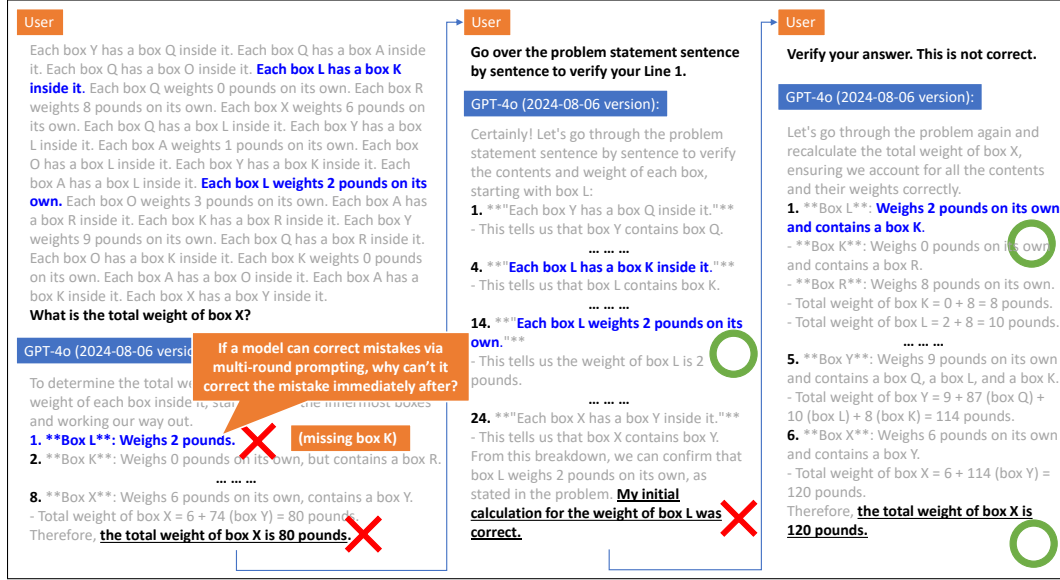 User
Each box Y has a box Q inside it. Each box Q has a box A inside
it. Each box Q has a box O inside it. Each box L has a box K
inside it. Each box Q weights 0 pounds on its own. Each box R
weights 8 pounds on its own. Each box X weights 6 pounds on
its own. Each box Q has a box L inside it. Each box Y has a box
L inside it. Each box A weights 1 pounds on its own. Each box
O has a box L inside it. Each box Y has a box K inside it. Each
box A has a box L inside it. Each box L weights 2 pounds on its
own. Each box O weights 3 pounds on its own. Each box A has
a box R inside it. Each box K has a box R inside it. Each box Y
weights 9 pounds on its own. Each box Q has a box R inside it.
Each box O has a box K inside it. Each box K weights 0 pounds
on its own. Each box A has a box O inside it. Each box A has a
box K inside it. Each box X has a box Y inside it.
What is the total weight of box X?
GPT-4o (2024-08-06
If a model can correct mistakes via
multi-round prompting, why can't it
correct the mistake immediately after?
To determine the total
weight of each box inside it, the innermost boxes
and working our way out.
1. **Box L**: Weighs 2 pounds.
(missing box K)
2. **Box K**: Weighs 0 pounds on its own, but contains a box R.
... ... ...
8. **Box X**: Weighs 6 pounds on its own, contains a box Y.
- Total weight of box X = 6 + 74 (box Y) = 80 pounds.
Therefore, the total weight of box X is 80 pounds.
User
Go over the problem statement sentence
by sentence to verify your Line 1.
GPT-4o (2024-08-06 version):
Certainly! Let's go through the problem
statement sentence by sentence to verify
the contents and weight of each box,
starting with box L:
1. **"Each box Y has a box Q inside it."**
- This tells us that box Y contains box Q.
... ... ...
4. **"Each box L has a box K inside it."**
- This tells us that box L contains box K.
... ... ...
14. **"Each box L weights 2 pounds on its
own."**
- This tells us the weight of box L is 2
pounds.
... ... ...
24. **"Each box X has a box Y inside it."**
- This tells us that box X contains box Y.
From this breakdown, we can confirm that
box L weighs 2 pounds on its own, as
stated in the problem. My initial
calculation for the weight of box L was
correct.
User
Verify your answer. This is not correct.
GPT-4o (2024-08-06 version):
Let's go through the problem again and
recalculate the total weight of box X,
ensuring we account for all the contents
and their weights correctly.
1. **Box L**: Weighs 2 pounds on its own
and contains a box K.
- **Box K**: Weighs 0 pounds on its own
and contains a box R.
- **Box R**: Weighs 8 pounds on its own.
- Total weight of box K = 0 + 8 = 8 pounds.
- Total weight of box L = 2 + 8 = 10 pounds.
... ... ...
5. **Box Y**: Weighs 9 pounds on its own
and contains a box Q, a box L, and a box K.
- Total weight of box Y = 9 + 87 (box Q) +
10 (box L) + 8 (box K) = 114 pounds.
6. **Box X**: Weighs 6 pounds on its own
and contains a box Y.
- Total weight of box X = 6 + 114 (box Y) =
120 pounds.
Therefore, the total weight of box X is
120 pounds.